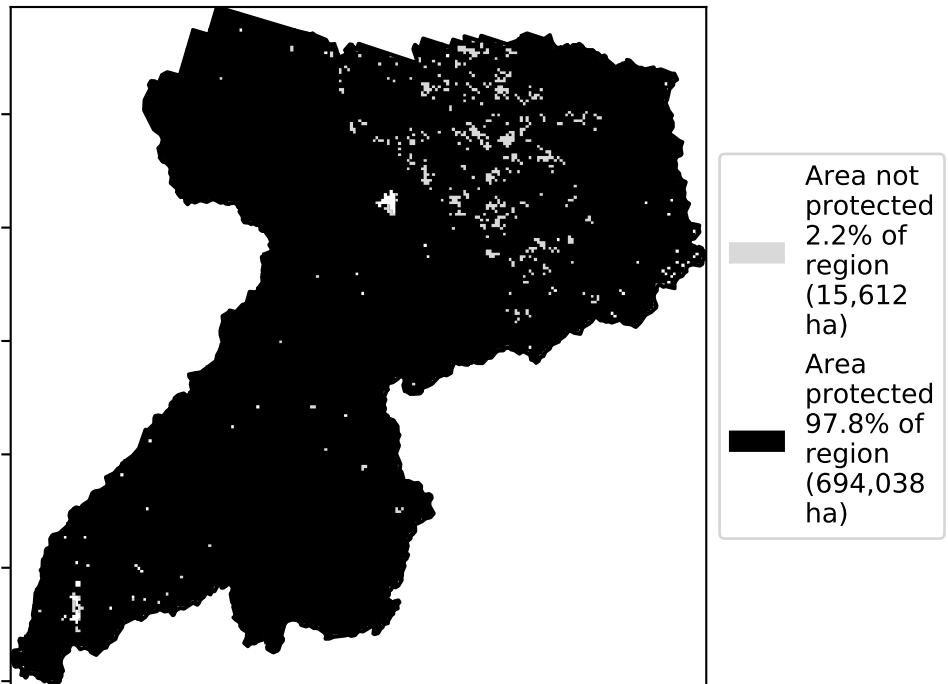 Area not
protected
2.2% of
region
(15,612
ha)
Area
protected
97.8% of
region
(694,038
ha)